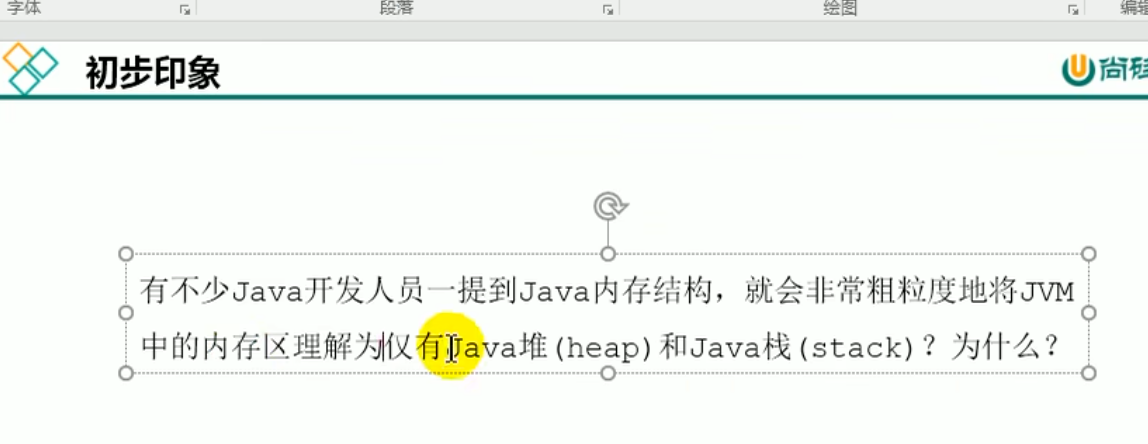 字体 段落 绘图 编辑
初步印象 尚硅
有不少Java开发人员一提到Java内存结构，就会非常粗粒度地将JVM
中的内存区理解为仅有Java堆(heap)和Java栈(stack)？为什么？